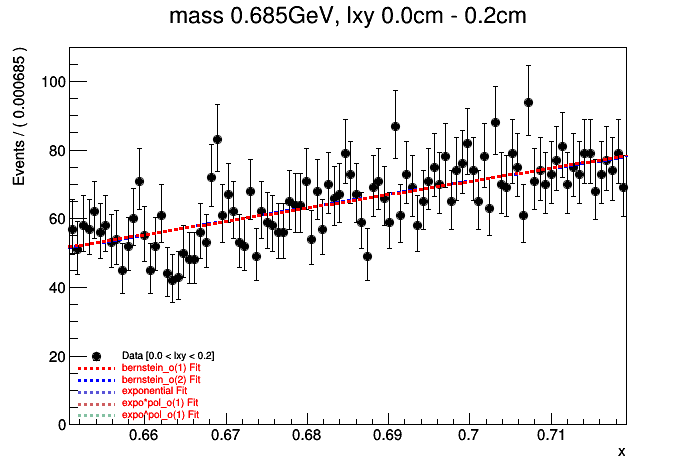 mass 0.685GeV, lxy 0.0cm - 0.2cm
Events / ( 0.000685 )
100
80
60
40
20
0
Data [0.0 < lxy < 0.2]
bernstein_o(1) Fit
bernstein_o(2) Fit
exponential Fit
expo*pol_o(1) Fit
expo^pol_o(1) Fit
0.66 0.67 0.68 0.69 0.7 0.71
x